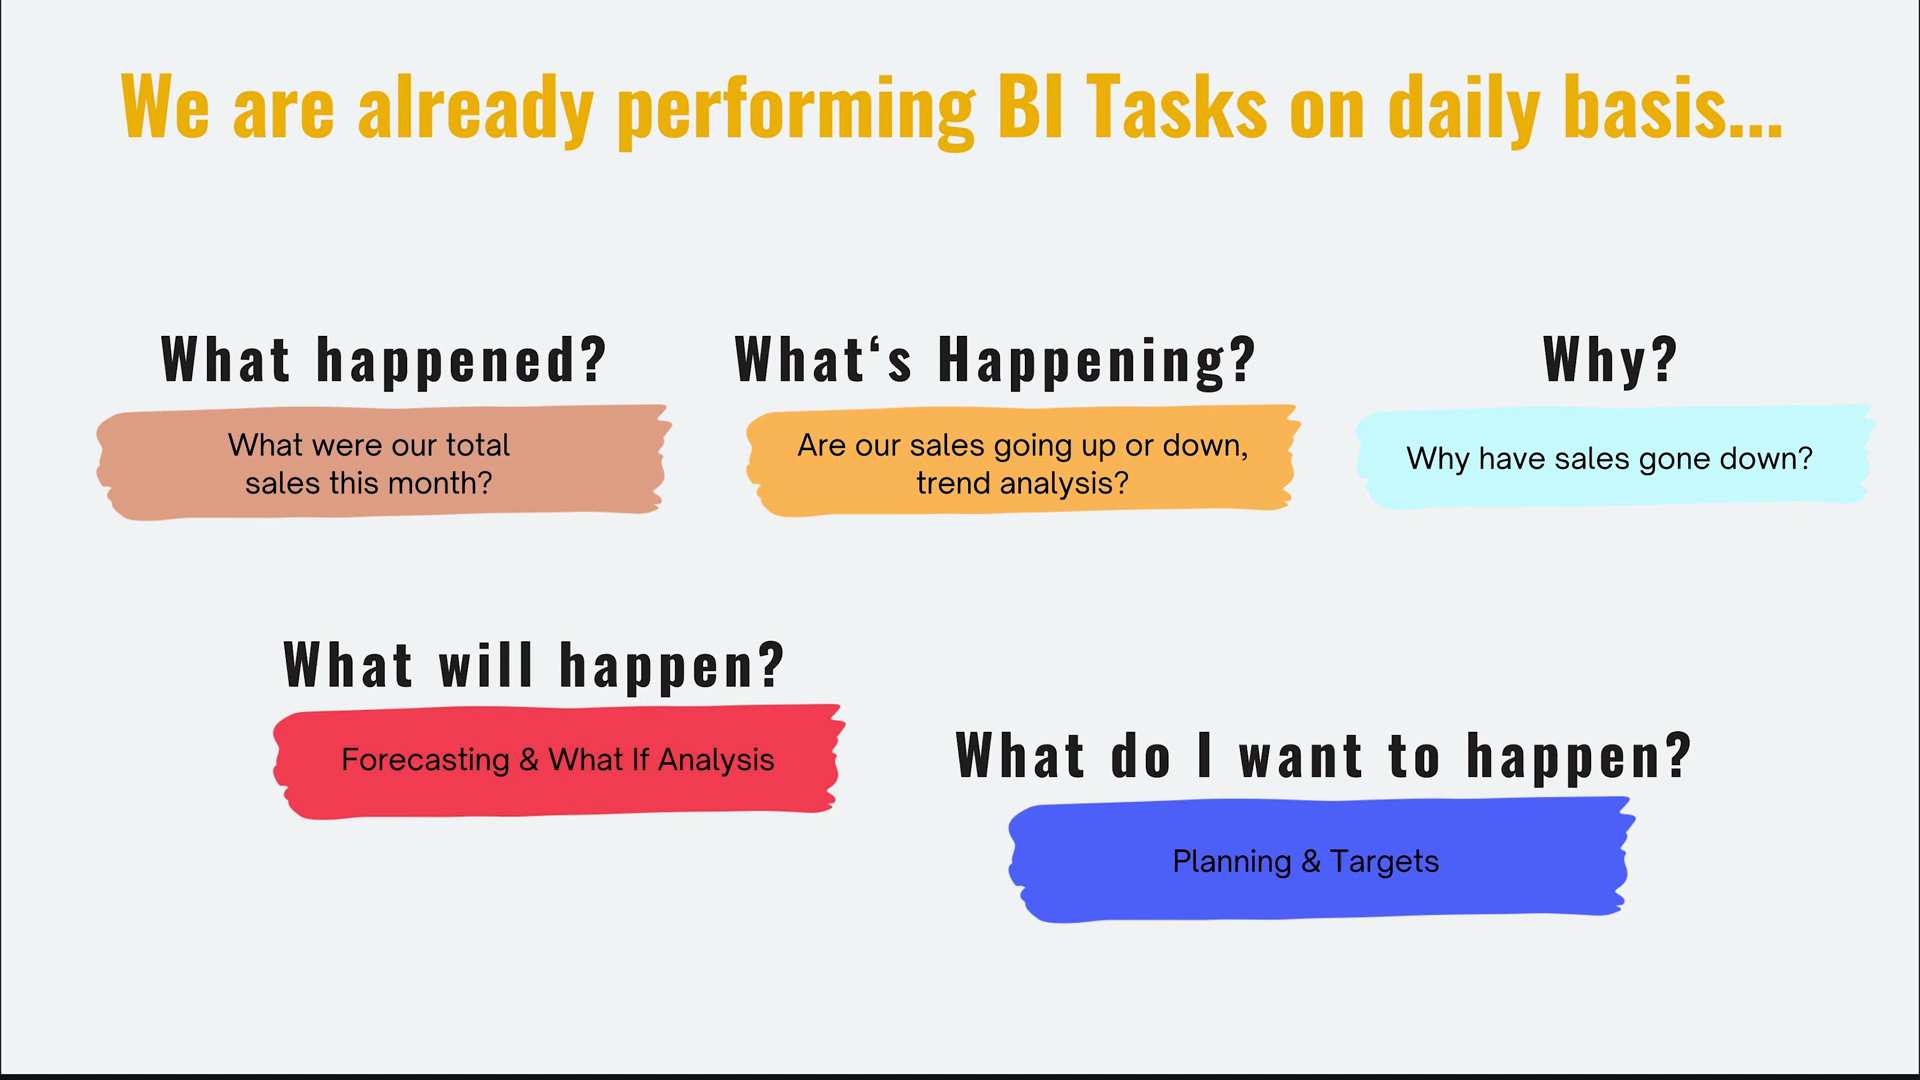 We are already performing BI Tasks on daily basis...
What happened?
What were our total
sales this month?
What‘s Happening?
Are our sales going up or down,
trend analysis?
Why?
Why have sales gone down?
What will happen?
Forecasting & What If Analysis
What do I want to happen?
Planning & Targets